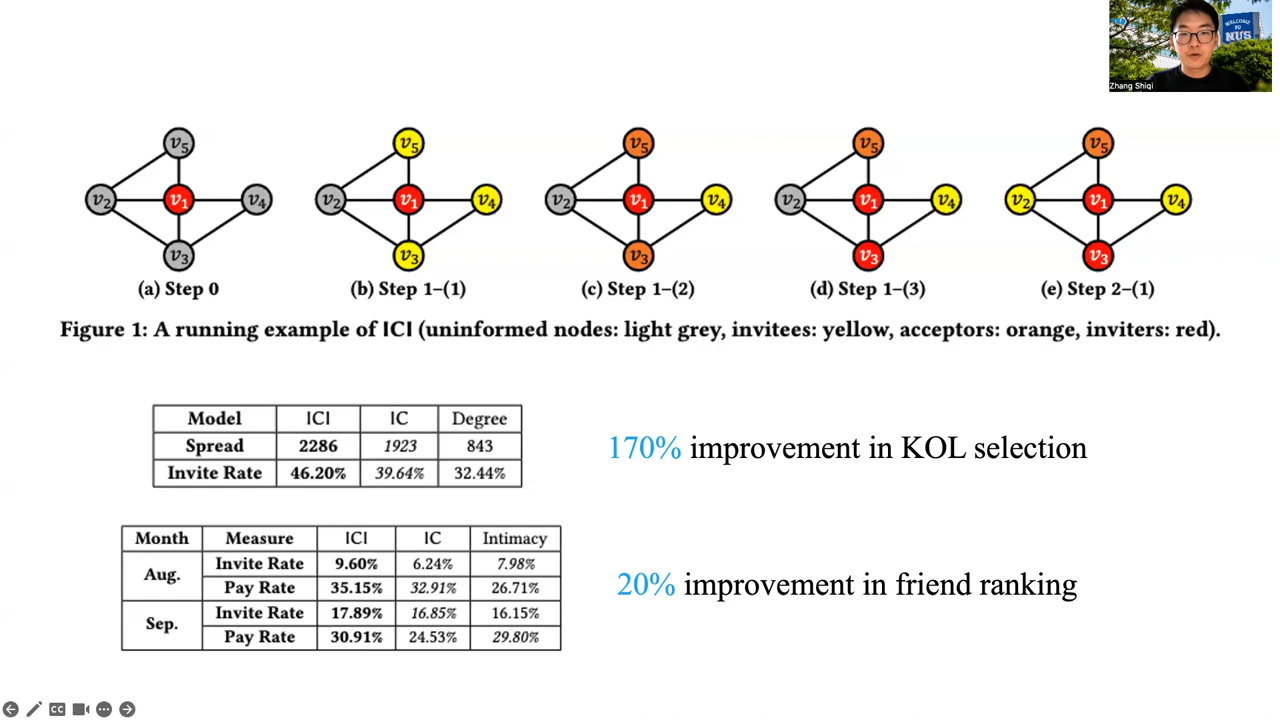 WELCOME
TO
NUS
Zhang Shiqi
v5
v2 v1 v4
v3
(a) Step 0
v5
v2 v1 v4
v3
(b) Step 1–(1)
v5
v2 v1 v4
v3
(c) Step 1–(2)
v5
v2 v1 v4
v3
(d) Step 1–(3)
v5
v2 v1 v4
v3
(e) Step 2–(1)
Figure 1: A running example of ICI (uninformed nodes: light grey, invitees: yellow, acceptors: orange, inviters: red).
Model ICI IC Degree
Spread 2286 1923 843
Invite Rate 46.20% 39.64% 32.44%
170% improvement in KOL selection
Month Measure ICI IC Intimacy
Aug. Invite Rate 9.60% 6.24% 7.98%
Pay Rate 35.15% 32.91% 26.71%
Sep. Invite Rate 17.89% 16.85% 16.15%
Pay Rate 30.91% 24.53% 29.80%
20% improvement in friend ranking
CC